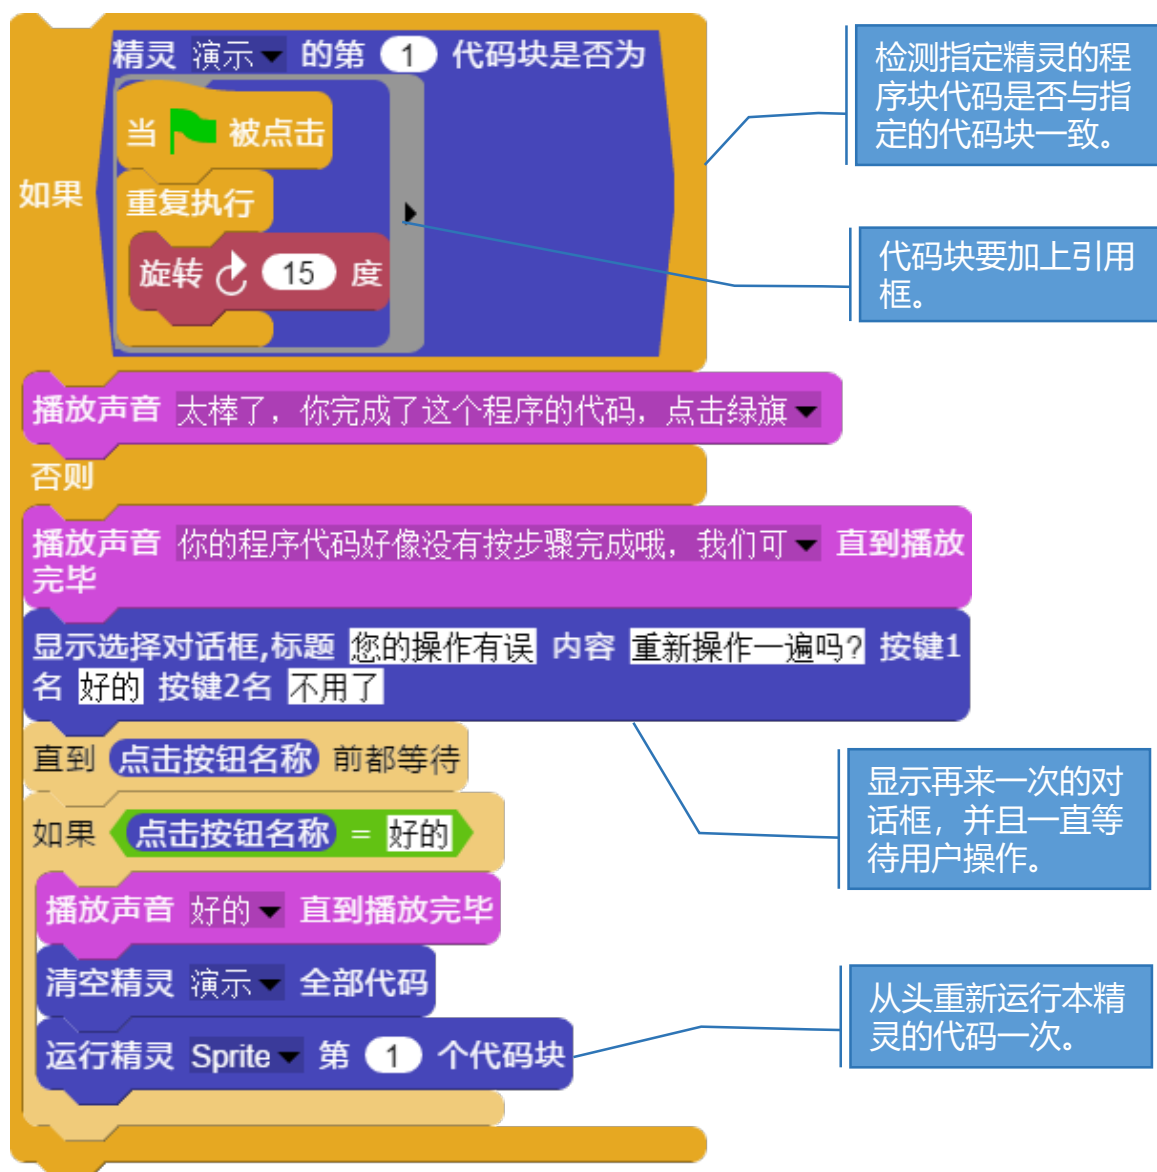 精灵 演示 的第 1 代码块是否为
当 被点击
如果
重复执行
旋转 15 度
检测指定精灵的程
序块代码是否与指
定的代码块一致。
代码块要加上引用
框。
播放声音 太棒了，你完成了这个程序的代码，点击绿旗
否则
播放声音 你的程序代码好像没有按步骤完成哦，我们可 直到播放
完毕
显示选择对话框,标题 您的操作有误 内容 重新操作一遍吗? 按键1
名 好的 按键2名 不用了
直到 点击按钮名称 前都等待
如果 点击按钮名称 = 好的
显示再来一次的对
话框，并且一直等
待用户操作。
播放声音 好的 直到播放完毕
清空精灵 演示 全部代码
运行精灵 Sprite 第 1 个代码块
从头重新运行本精
灵的代码一次。